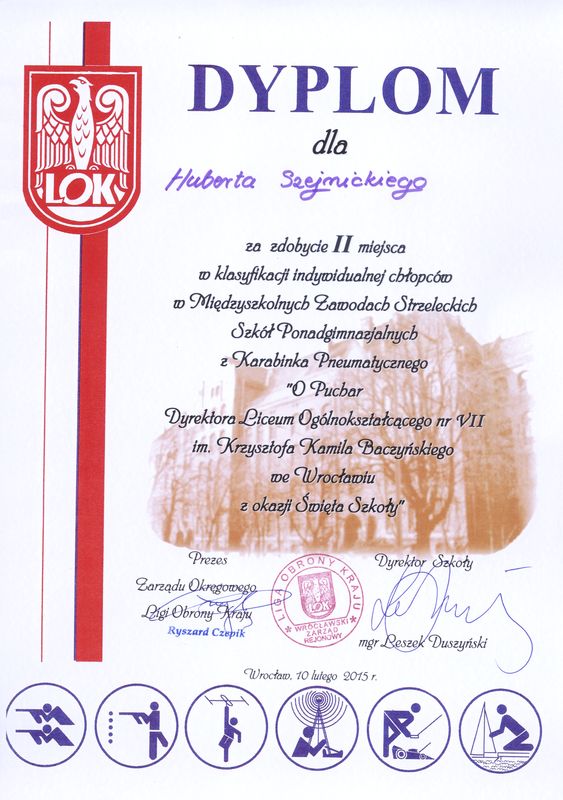 LOK
DYPLOM
dla
Huberta Szejnickiego
za zdobycie II miejsca
w klasyfikacji indywidualnej chłopców
w Międzyszkolnych Zawodach Strzeleckich
Szkół Ponadgimnazjalnych
z Karabinka Pneumatycznego
"O Puchar
Dyrektora Liceum Ogólnokształcącego nr VII
im. Krzysztofa Kamila Baczyńskiego
we Wrocławiu
z okazji Święta Szkoły"
Prezes
Zarządu Okręgowego
Ligi Obrony Kraju
Ryszard Czepik
LIGA OBRONY KRAJU
LOK
WROCŁAWSKI
ZARZĄD
REJONOWY
Dyrektor Szkoły
mgr Leszek Duszyński
Wrocław, 10 lutego 2015 r.